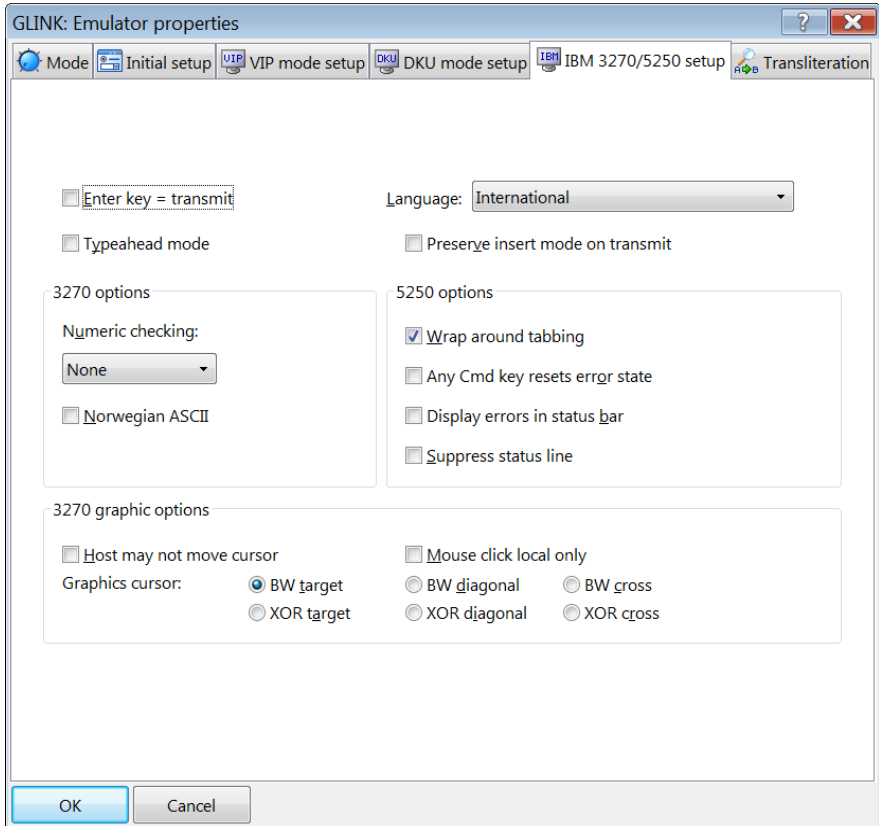 GLINK: Emulator properties
Mode Initial setup VIP VIP mode setup DKU DKU mode setup IBM IBM 3270/5250 setup A B Transliteration
Enter key = transmit Language: International
Typeahead mode Preserve insert mode on transmit
3270 options 5250 options
Numeric checking: Wrap around tabbing
None Any Cmd key resets error state
Norwegian ASCII Display errors in status bar
Suppress status line
3270 graphic options
Host may not move cursor Mouse click local only
Graphics cursor: BW target BW diagonal BW cross
XOR target XOR diagonal XOR cross
OK Cancel